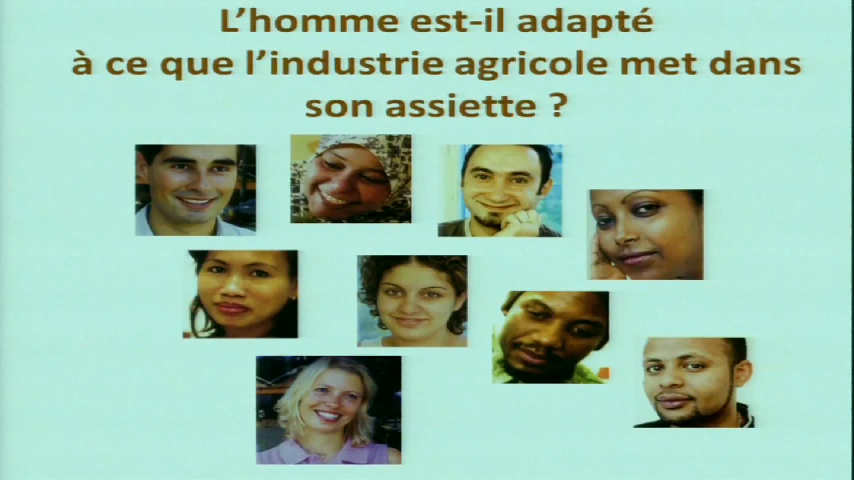 L’homme est-il adapté
à ce que l’industrie agricole met dans
son assiette ?